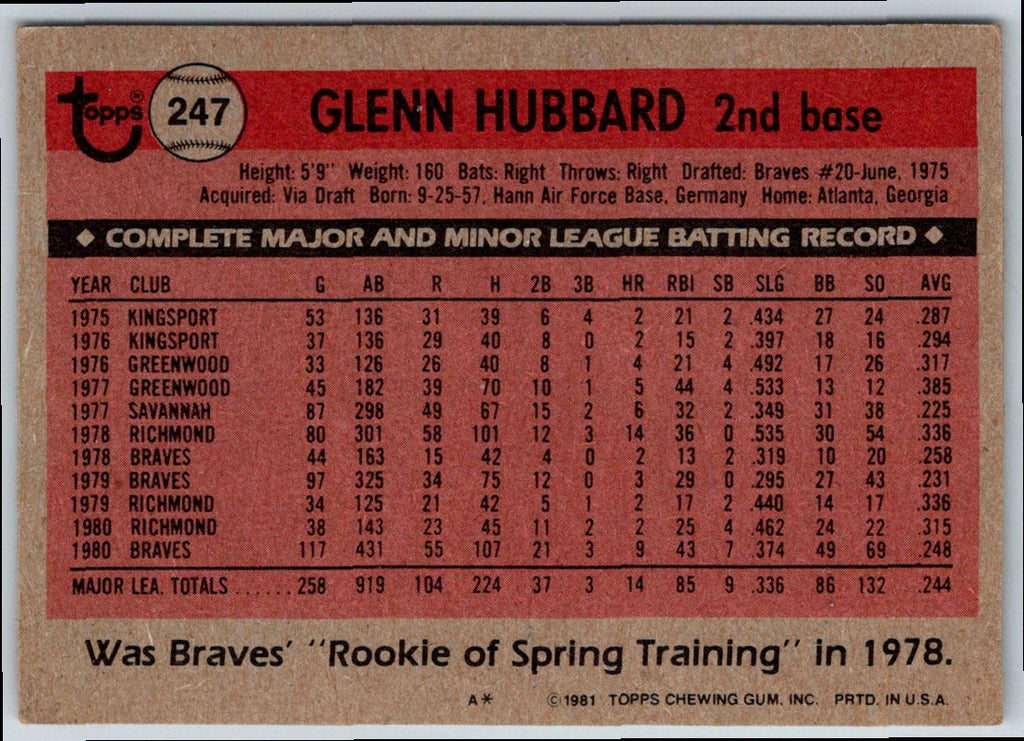 topps® 247 GLENN HUBBARD 2nd base
Height: 5'9" Weight: 160 Bats: Right Throws: Right Drafted: Braves #20-June, 1975
Acquired: Via Draft Born: 9-25-57, Hann Air Force Base, Germany Home: Atlanta, Georgia
◆ COMPLETE MAJOR AND MINOR LEAGUE BATTING RECORD ◆
YEAR CLUB G AB R H 2B 3B HR RBI SB SLG BB SO AVG
1975 KINGSPORT 53 136 31 39 6 4 2 21 2 .434 27 24 .287
1976 KINGSPORT 37 136 29 40 8 0 2 15 2 .397 18 16 .294
1976 GREENWOOD 33 126 26 40 8 1 4 21 4 .492 17 26 .317
1977 GREENWOOD 45 182 39 70 10 1 5 44 4 .533 13 12 .385
1977 SAVANNAH 87 298 49 67 15 2 6 32 2 .349 31 38 .225
1978 RICHMOND 80 301 58 101 12 3 14 36 0 .535 30 54 .336
1978 BRAVES 44 163 15 42 4 0 2 13 2 .319 10 20 .258
1979 BRAVES 97 325 34 75 12 0 3 29 0 .295 27 43 .231
1979 RICHMOND 34 125 21 42 5 1 2 17 2 .440 14 17 .336
1980 RICHMOND 38 143 23 45 11 2 2 25 4 .462 24 22 .315
1980 BRAVES 117 431 55 107 21 3 9 43 7 .374 49 69 .248
MAJOR LEA. TOTALS ...... 258 919 104 224 37 3 14 85 9 .336 86 132 .244
Was Braves' "Rookie of Spring Training" in 1978.
A* ©1981 TOPPS CHEWING GUM, INC. PRTD. IN U.S.A.